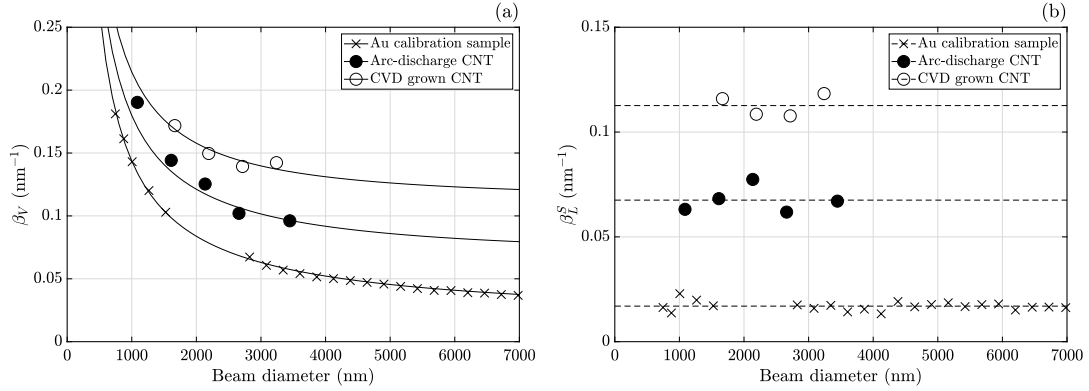 (a)
0.25
0.2
0.15
0.1
0.05
0
0 1000 2000 3000 4000 5000 6000 7000
β_V (nm⁻¹)
Beam diameter (nm)
Au calibration sample
Arc-discharge CNT
CVD grown CNT
(b)
0.15
0.1
0.05
0
0 1000 2000 3000 4000 5000 6000 7000
β_L^S (nm⁻¹)
Beam diameter (nm)
Au calibration sample
Arc-discharge CNT
CVD grown CNT